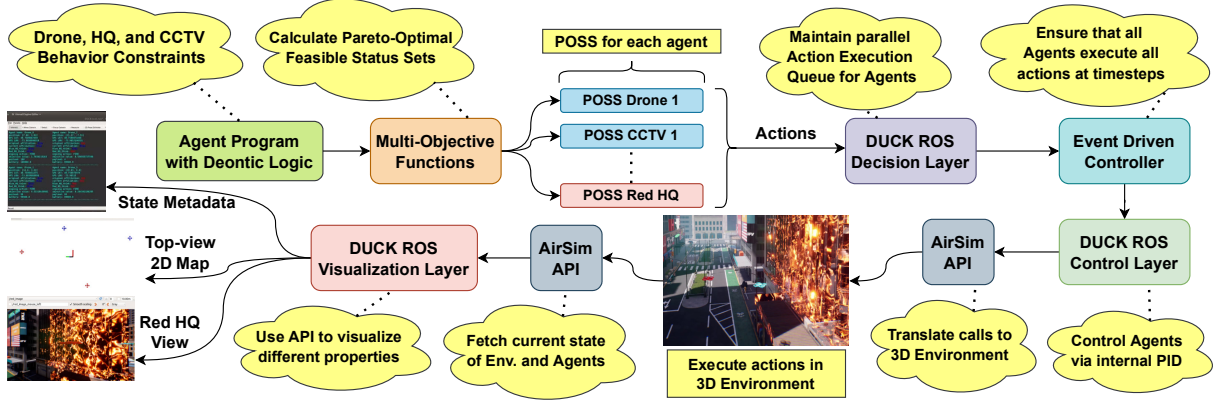 Drone, HQ, and CCTV
Behavior Constraints
Calculate Pareto-Optimal
Feasible Status Sets
POSS for each agent
Maintain parallel
Action Execution
Queue for Agents
Ensure that all
Agents execute all
actions at timesteps
Agent Program
with Deontic Logic
Multi-Objective
Functions
POSS Drone 1
POSS CCTV 1
POSS Red HQ
Actions
DUCK ROS
Decision Layer
Event Driven
Controller
State Metadata
Top-view
2D Map
Red HQ
View
DUCK ROS
Visualization Layer
AirSim
API
AirSim
API
DUCK ROS
Control Layer
Use API to visualize
different properties
Fetch current state
of Env. and Agents
Execute actions in
3D Environment
Translate calls to
3D Environment
Control Agents
via internal PID